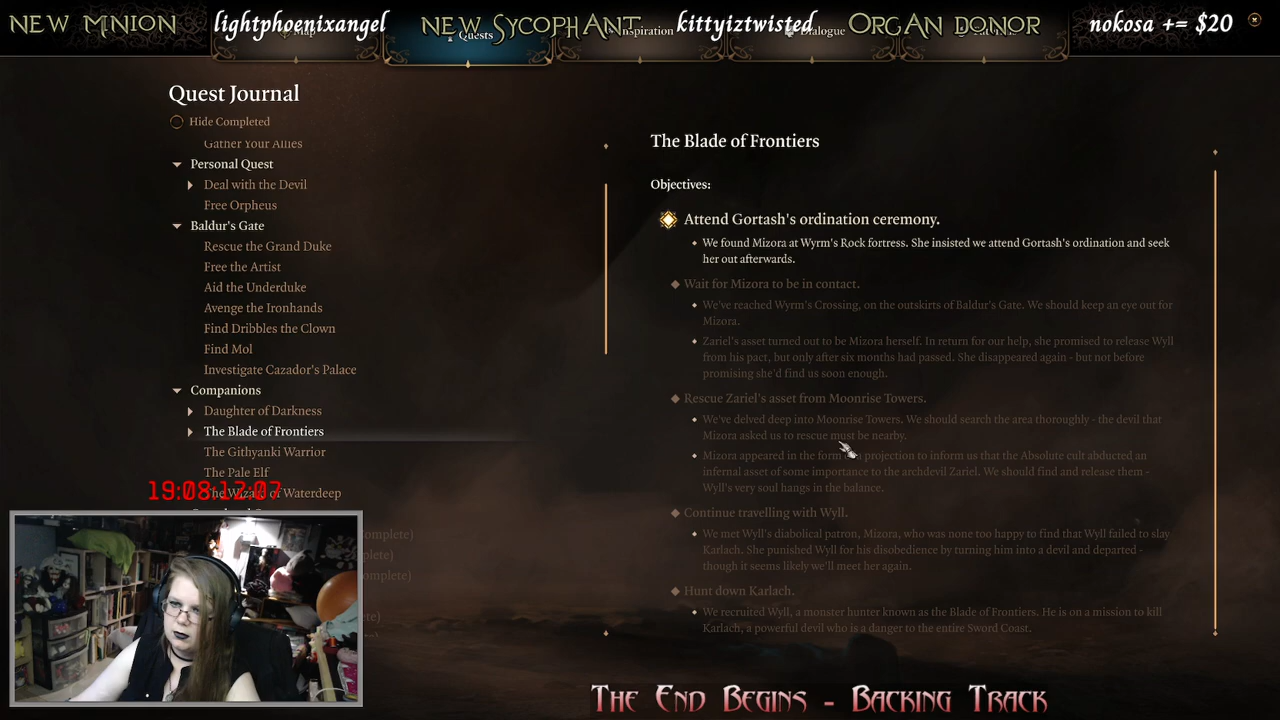 NEW MINION
lightphoenixangel
NEW SYCOPHANT
kittyiztwisted
ORGAN DONOR
nokosa += $20
Map
Quests
Inspiration
Dialogue
Quest Journal
Hide Completed
Gather Your Allies
Personal Quest
Deal with the Devil
Free Orpheus
Baldur's Gate
Rescue the Grand Duke
Free the Artist
Aid the Underduke
Avenge the Ironhands
Find Dribbles the Clown
Find Mol
Investigate Cazador's Palace
Companions
Daughter of Darkness
The Blade of Frontiers
The Githyanki Warrior
The Pale Elf
The Wizard of Waterdeep
19:08:12:07
The Blade of Frontiers
Objectives:
Attend Gortash's ordination ceremony.
We found Mizora at Wyrm's Rock fortress. She insisted we attend Gortash's ordination and seek
her out afterwards.
Wait for Mizora to be in contact.
We've reached Wyrm's Crossing, on the outskirts of Baldur's Gate. We should keep an eye out for
Mizora.
Zariel's asset turned out to be Mizora herself. In return for our help, she promised to release Wyll
from his pact, but only after six months had passed. She disappeared again - but not before
promising she'd find us soon enough.
Rescue Zariel's asset from Moonrise Towers.
We've delved deep into Moonrise Towers. We should search the area thoroughly - the devil that
Mizora asked us to rescue must be nearby.
Mizora appeared in the form a projection to inform us that the Absolute cult abducted an
infernal asset of some importance to the archdevil Zariel. We should find and release them -
Wyll's very soul hangs in the balance.
Continue travelling with Wyll.
We met Wyll's diabolical patron, Mizora, who was none too happy to find that Wyll failed to slay
Karlach. She punished Wyll for his disobedience by turning him into a devil and departed -
though it seems likely we'll meet her again.
Hunt down Karlach.
We recruited Wyll, a monster hunter known as the Blade of Frontiers. He is on a mission to kill
Karlach, a powerful devil who is a danger to the entire Sword Coast.
THE END BEGINS - BACKING TRACK